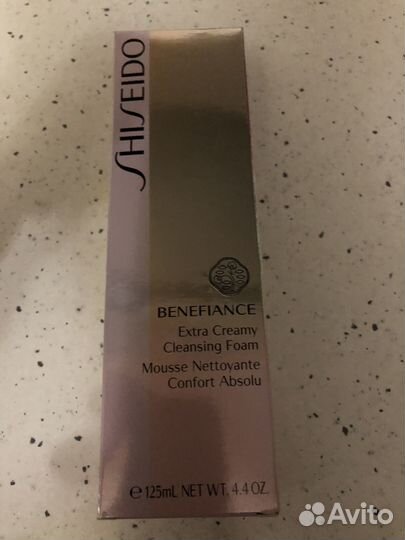 SHISEIDO
BENEFIANCE
Extra Creamy
Cleansing Foam
Mousse Nettoyante
Confort Absolu
℮ 125mL NET WT. 4.4 OZ.
Avito